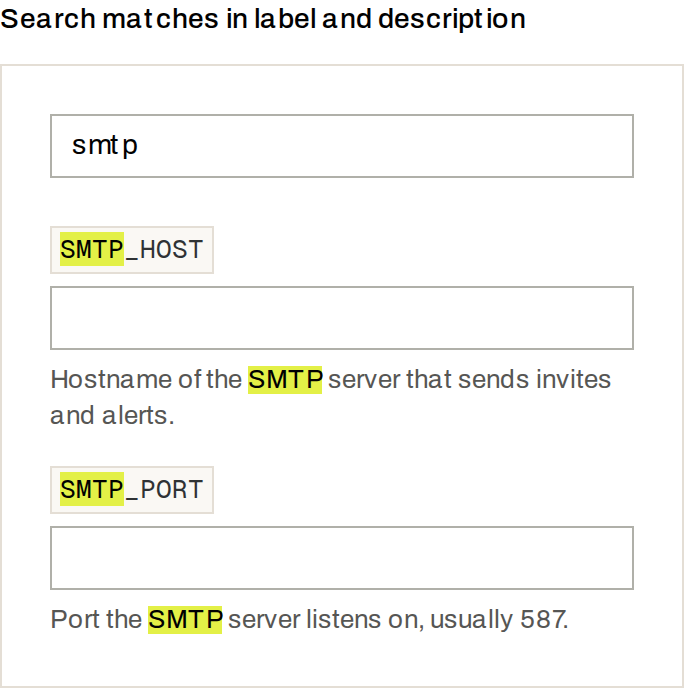 Search matches in label and description
smtp
SMTP_HOST
Hostname of the SMTP server that sends invites
and alerts.
SMTP_PORT
Port the SMTP server listens on, usually 587.